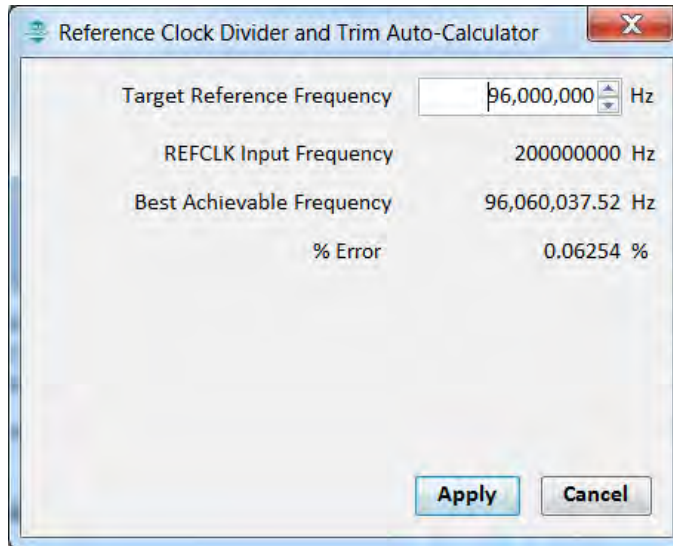 Reference Clock Divider and Trim Auto-Calculator
Target Reference Frequency 96,000,000 Hz
REFCLK Input Frequency 200000000 Hz
Best Achievable Frequency 96,060,037.52 Hz
% Error 0.06254 %
Apply Cancel